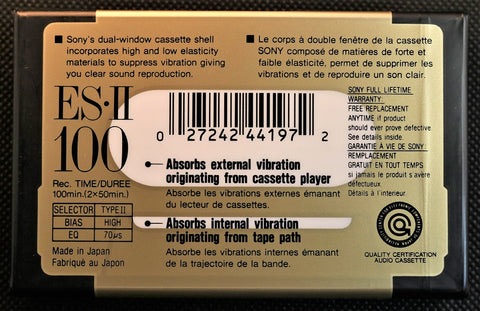 ■ Sony's dual-window cassette shell
incorporates high and low elasticity
materials to suppress vibration giving
you clear sound reproduction.
■ Le corps à double fenêtre de la cassette
SONY composé de matières de forte et
faible élasticité, permet de supprimer les
vibrations et de reproduire un son clair.
ES·II
100
Rec. TIME/DUREE
100min.(2×50min.)
SELECTOR TYPE II
BIAS HIGH
EQ 70µs
Made in Japan
Fabriqué au Japon
0 27242 44197 2
Absorbs external vibration
originating from cassette player
Absorbe les vibrations externes émanant
du lecteur de cassettes.
Absorbs internal vibration
originating from tape path
Absorbe les vibrations internes émanant
de la trajectoire de la bande.
SONY FULL LIFETIME
WARRANTY:
FREE REPLACEMENT
ANYTIME if product
should ever prove defective
See details inside.
GARANTIE À VIE DE SONY:
REMPLACEMENT
GRATUIT EN TOUT TEMPS
si jamais le produit s'avère
défectueux.
Détails à l'interieur.
QUALITY CERTIFICATION
AUDIO CASSETTE